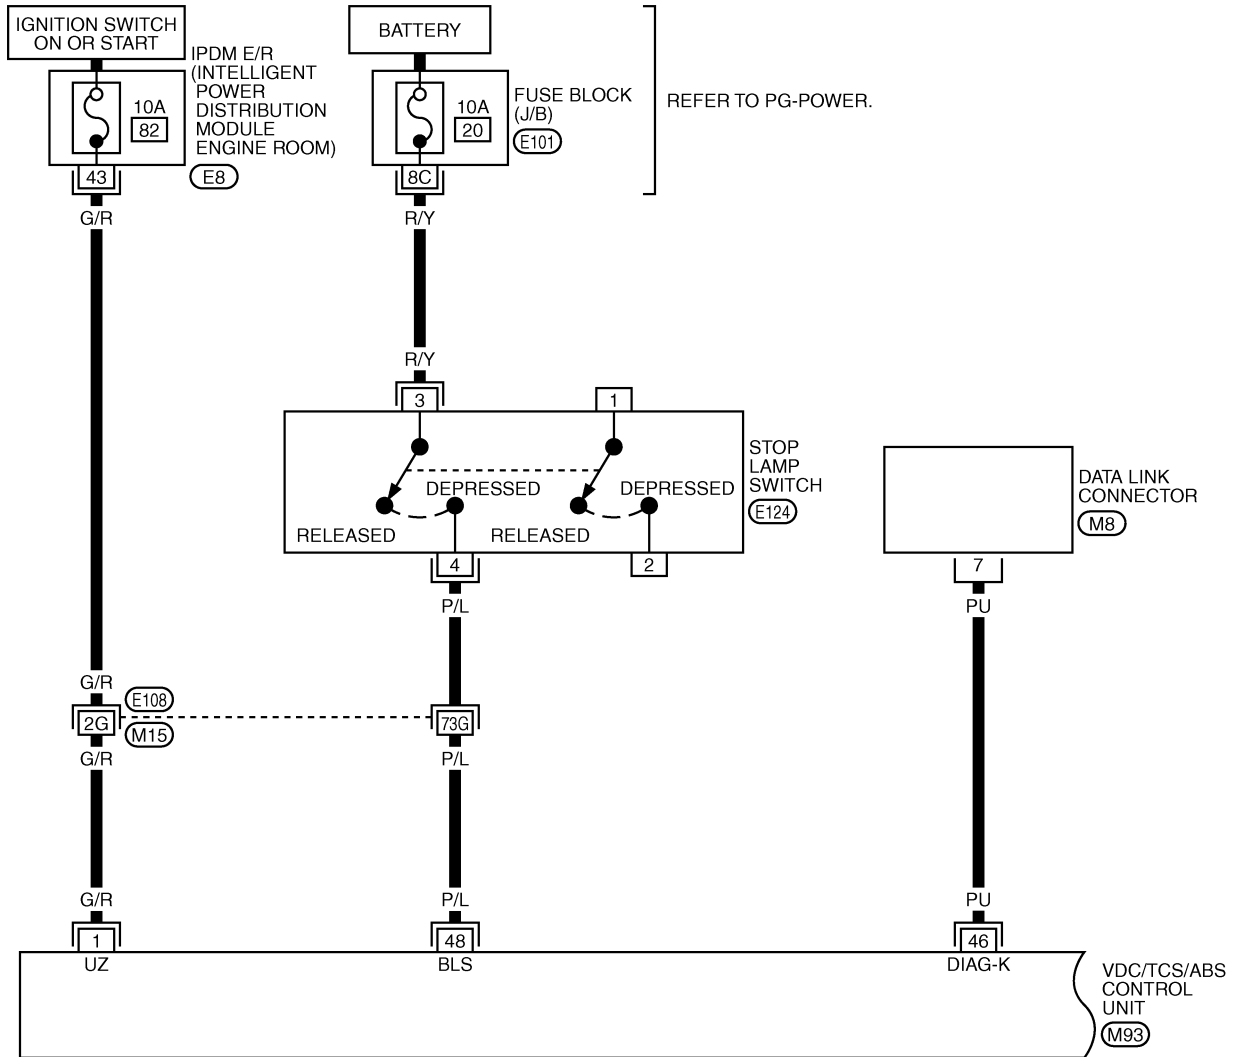 IGNITION SWITCH
ON OR START
BATTERY
IPDM E/R
(INTELLIGENT
POWER
DISTRIBUTION
MODULE
ENGINE ROOM)
E8
10A
82
43
10A
20
8C
FUSE BLOCK
(J/B)
E101
REFER TO PG-POWER.
G/R
R/Y
R/Y
3
1
DEPRESSED
DEPRESSED
RELEASED
RELEASED
STOP
LAMP
SWITCH
E124
4
2
DATA LINK
CONNECTOR
M8
7
P/L
PU
G/R
E108
2G
M15
73G
G/R
P/L
G/R
P/L
PU
1
48
46
UZ
BLS
DIAG-K
VDC/TCS/ABS
CONTROL
UNIT
M93